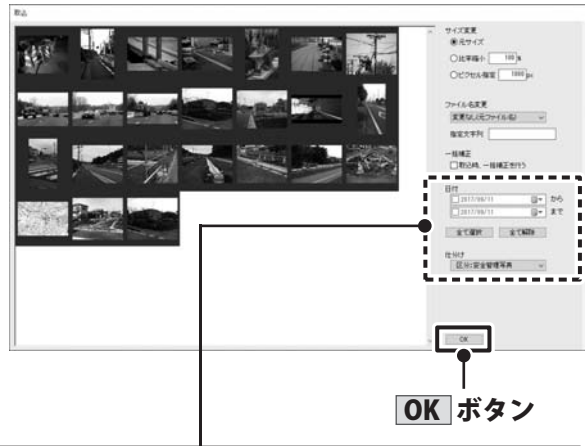 取込
サイズ変更
元サイズ
比率縮小 100 %
ピクセル指定 1000 px
ファイル名変更
変更なし(元ファイル名)
指定文字列
一括補正
取込時、一括補正を行う
日付
2017/09/11 から
2017/09/11 まで
全て選択 全て解除
仕分け
区分:安全管理写真
OK
OK ボタン